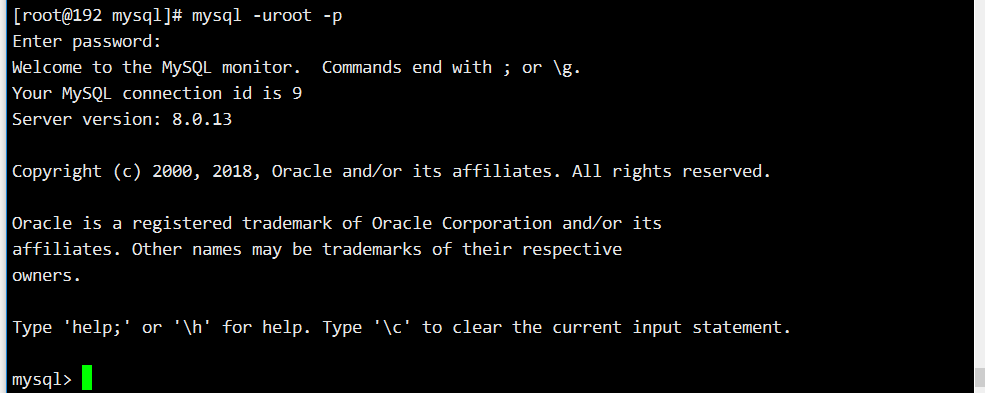 [root@192 mysql]# mysql -uroot -p
Enter password:
Welcome to the MySQL monitor.  Commands end with ; or \g.
Your MySQL connection id is 9
Server version: 8.0.13
Copyright (c) 2000, 2018, Oracle and/or its affiliates. All rights reserved.
Oracle is a registered trademark of Oracle Corporation and/or its
affiliates. Other names may be trademarks of their respective
owners.
Type 'help;' or '\h' for help. Type '\c' to clear the current input statement.
mysql>